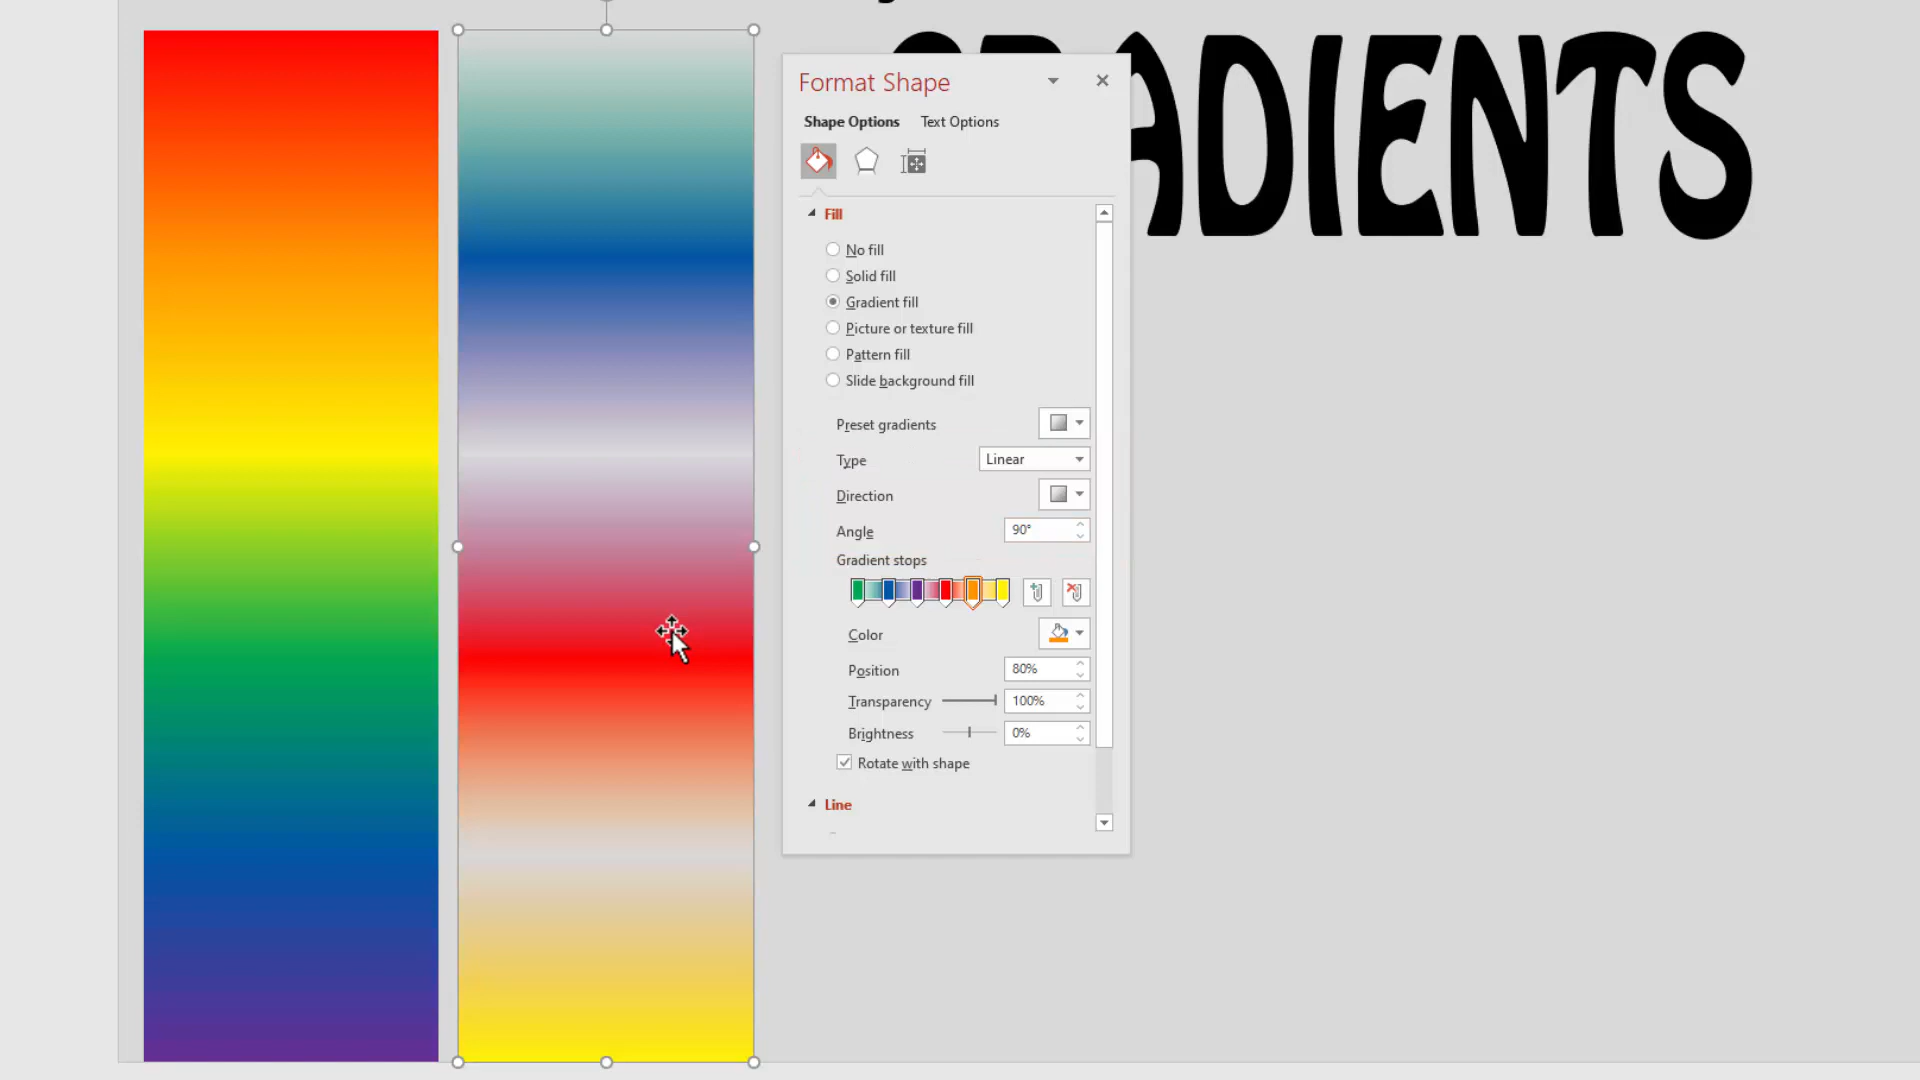 GRADIENTS
Format Shape
Shape Options Text Options
Fill
No fill
Solid fill
Gradient fill
Picture or texture fill
Pattern fill
Slide background fill
Preset gradients
Type Linear
Direction
Angle 90°
Gradient stops
Color
Position 80%
Transparency 100%
Brightness 0%
Rotate with shape
Line